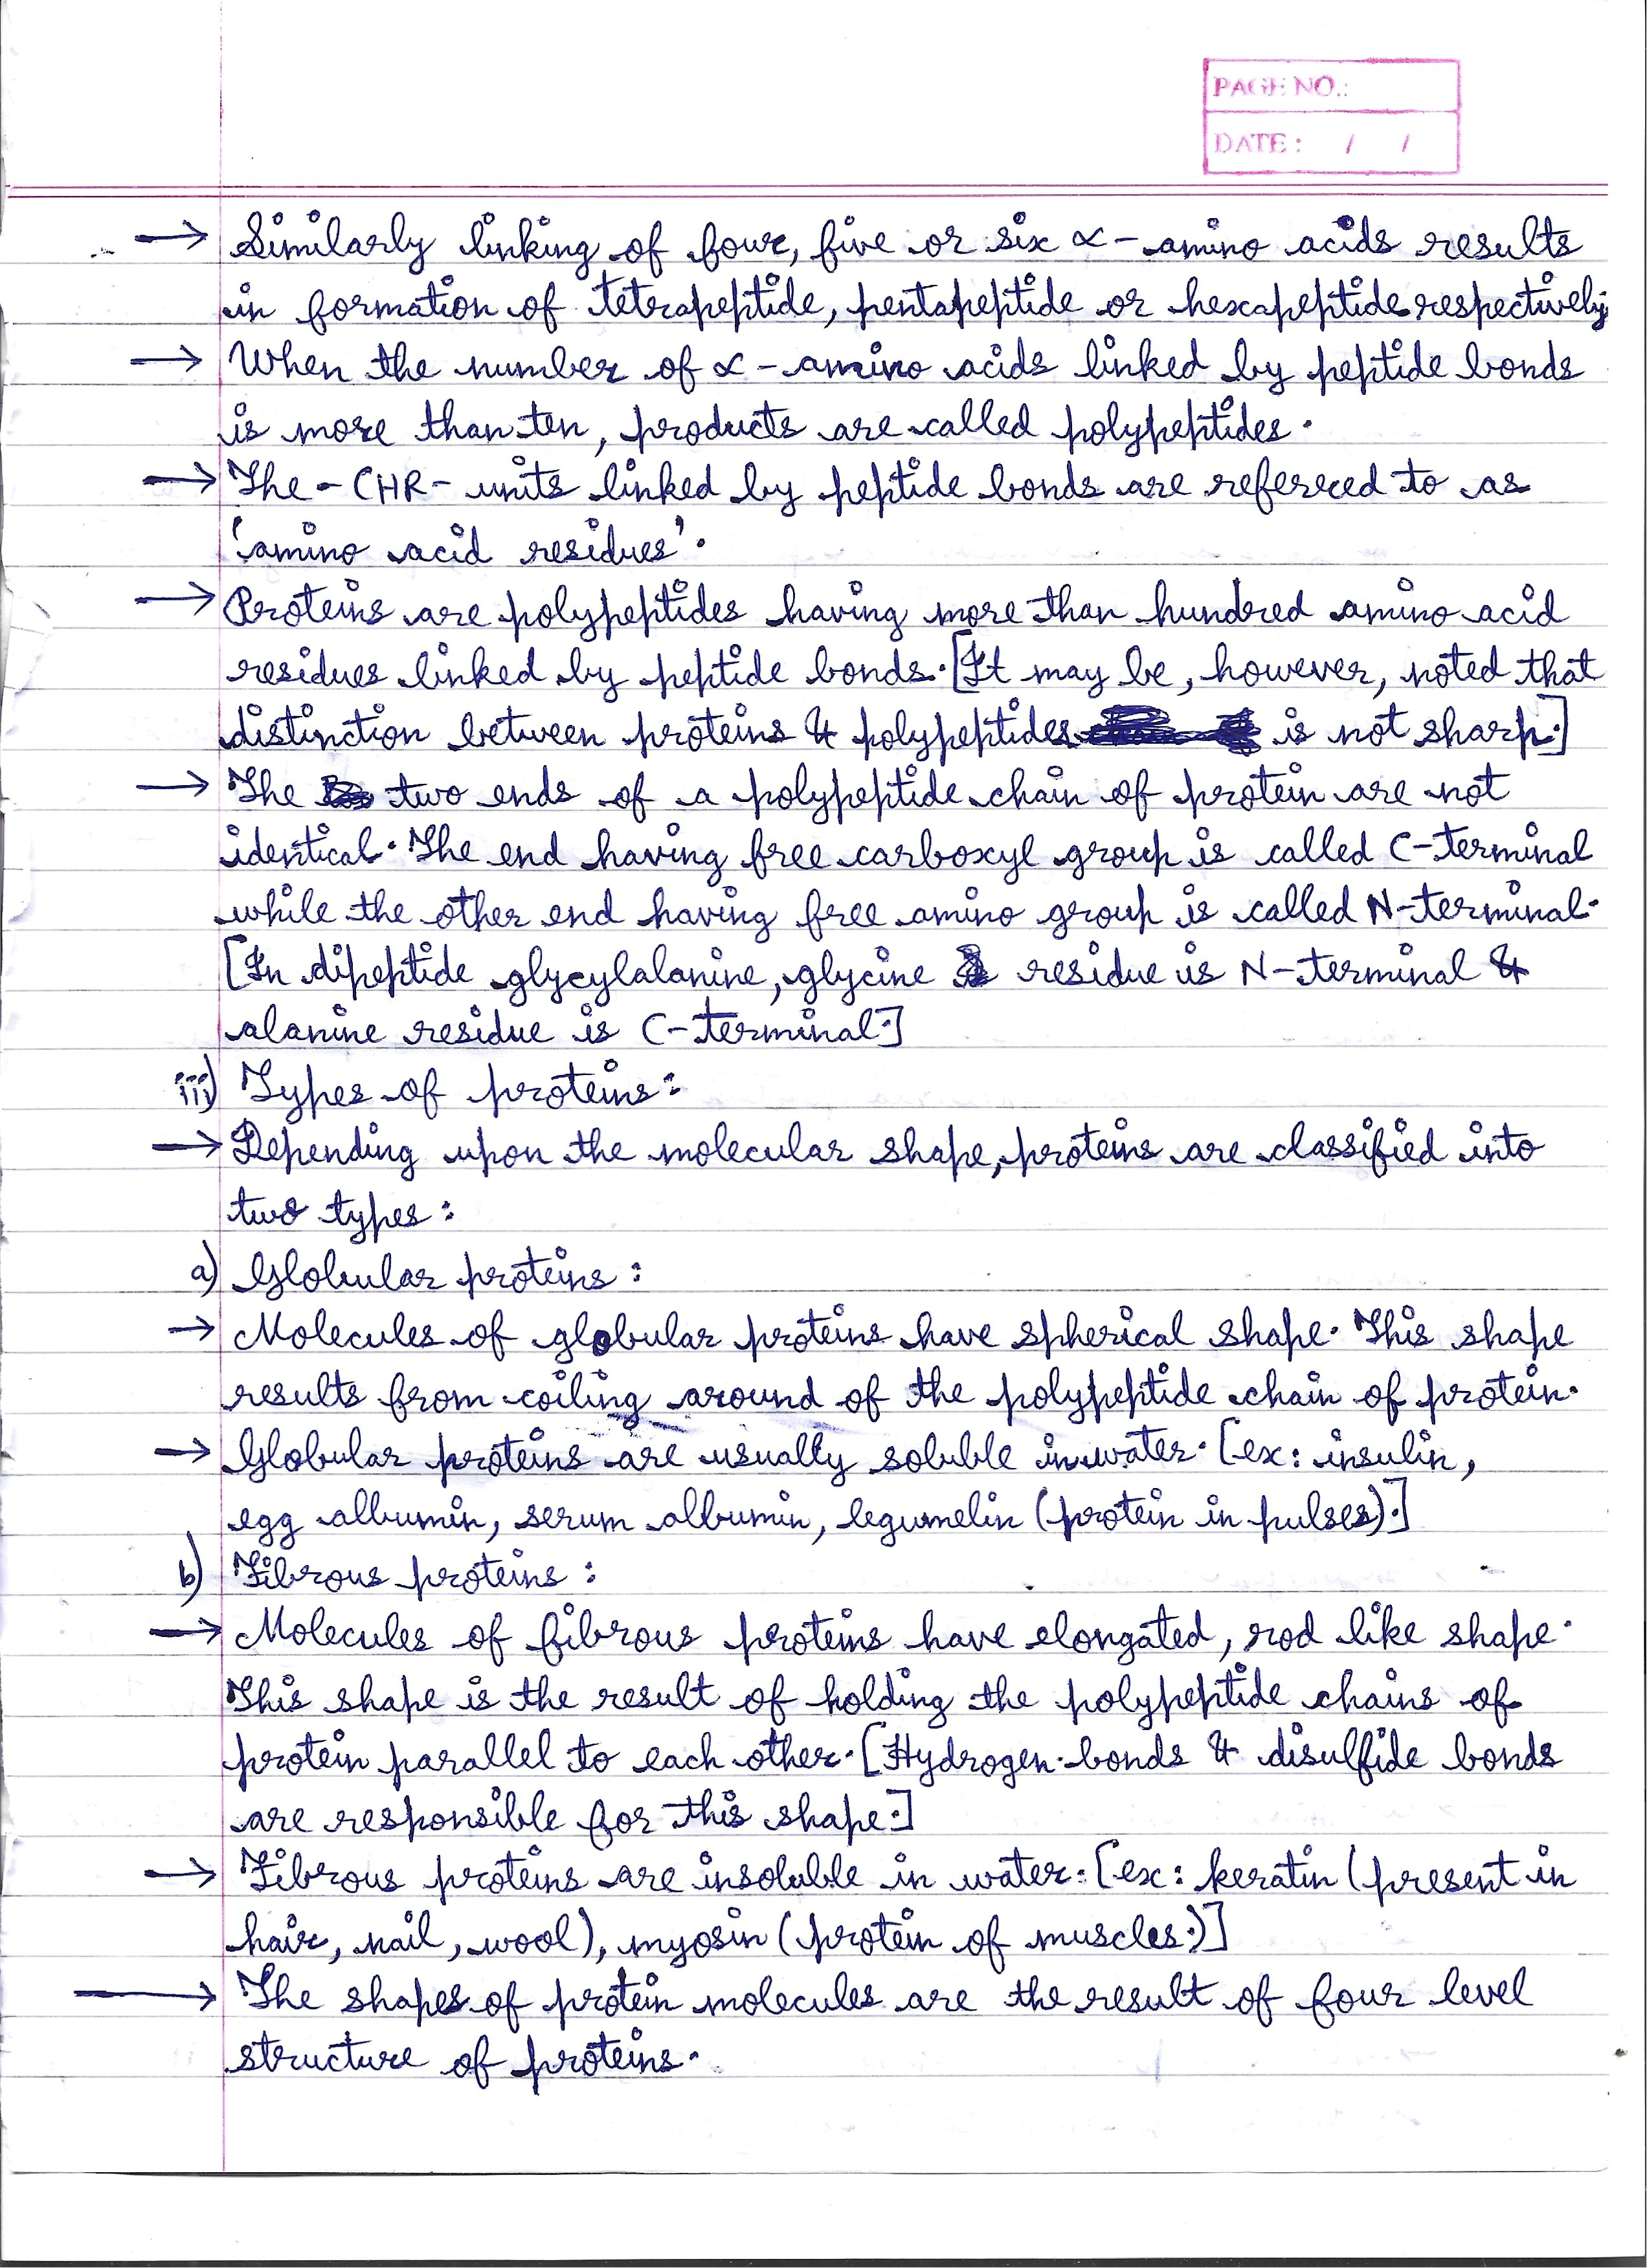 PAGE NO.:
DATE: / /
→ Similarly linking of four, five or six ∝-amino acids results
in formation of tetrapeptide, pentapeptide or hexapeptide respectively.
→ When the number of ∝-amino acids linked by peptide bonds
is more than ten, products are called polypeptides.
→ The -CHR- units linked by peptide bonds are referred to as
'amino acid residues'.
→ Proteins are polypeptides having more than hundred amino acid
residues linked by peptide bonds. [It may be, however, noted that
distinction between proteins & polypeptides is not sharp.]
→ The two ends of a polypeptide chain of protein are not
identical. The end having free carboxyl group is called C-terminal
while the other end having free amino group is called N-terminal.
[In dipeptide glycylalanine, glycine residue is N-terminal &
alanine residue is C-terminal.]
iii) Types of proteins:
→ Depending upon the molecular shape, proteins are classified into
two types:
a) Globular proteins:
→ Molecules of globular proteins have spherical shape. This shape
results from coiling around of the polypeptide chain of protein.
→ Globular proteins are usually soluble in water. [ex: insulin,
egg albumin, serum albumin, legumelin (protein in pulses).]
b) Fibrous proteins:
→ Molecules of fibrous proteins have elongated, rod like shape.
This shape is the result of holding the polypeptide chains of
protein parallel to each other. [Hydrogen bonds & disulfide bonds
are responsible for this shape.]
→ Fibrous proteins are insoluble in water. [ex: keratin (present in
hair, nail, wool), myosin (protein of muscles.)]
→ The shapes of protein molecules are the result of four level
structure of proteins.